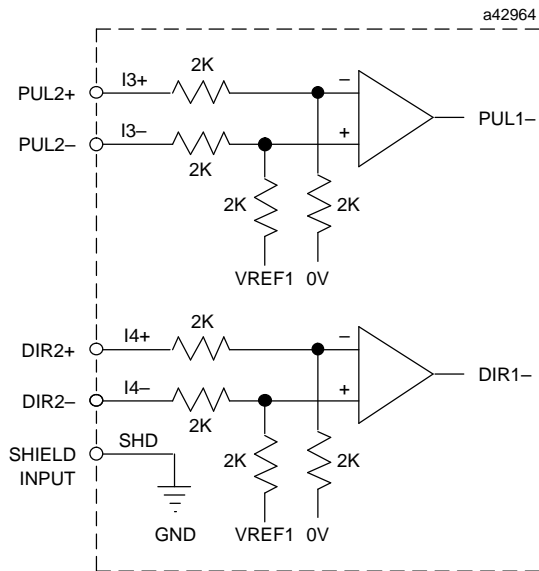 a42964
PUL2+ I3+ 2K – PUL1–
PUL2– I3– 2K +
2K 2K
VREF1 0V
DIR2+ I4+ 2K – DIR1–
DIR2– I4– 2K +
SHIELD INPUT SHD 2K 2K
GND VREF1 0V